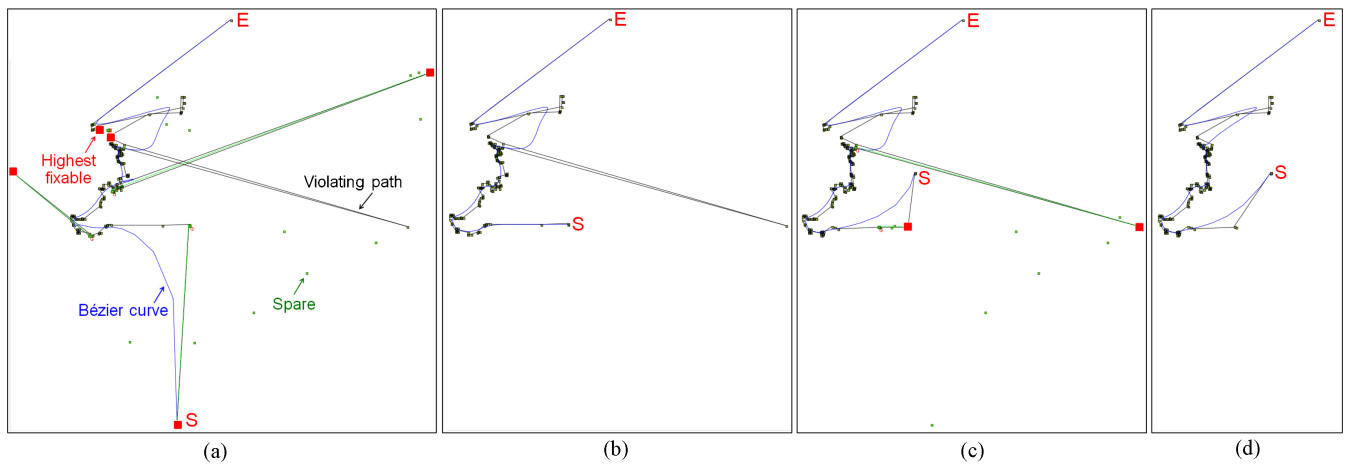 E
Highest
fixable
Violating path
S
Bézier curve
Spare
(a)
E
S
(b)
E
S
(c)
E
S
(d)